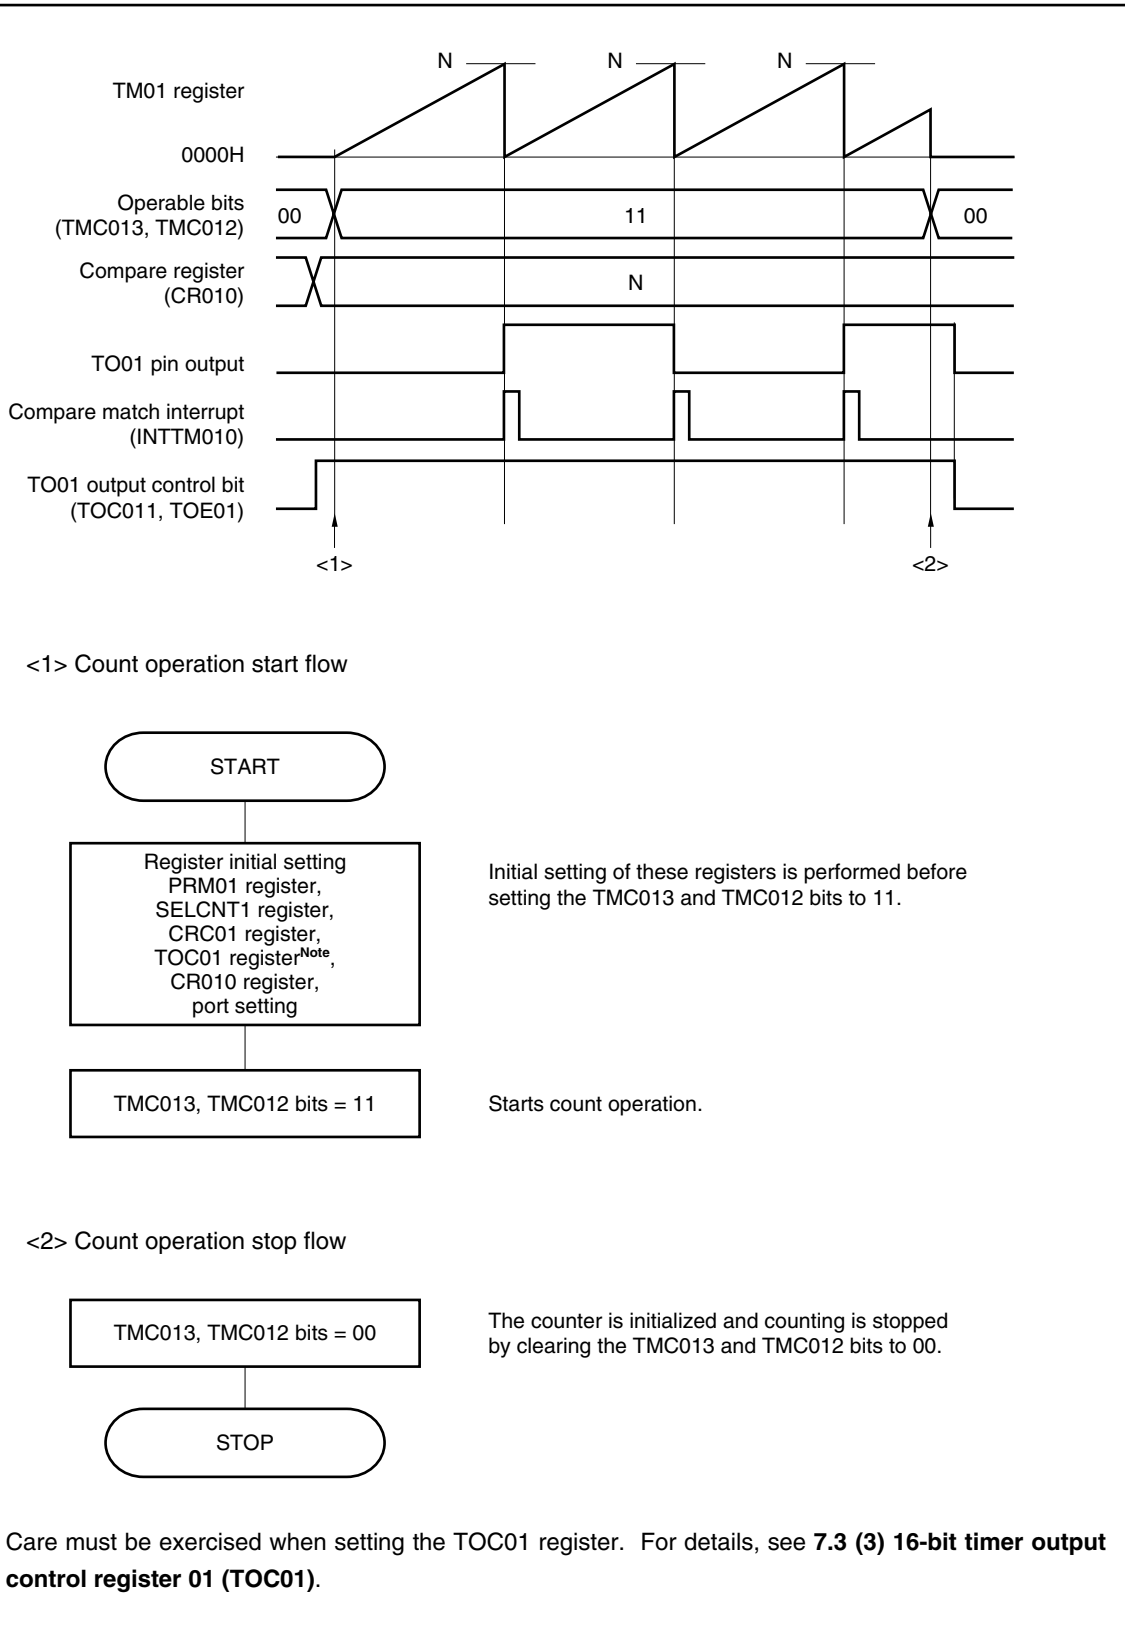 N N N
TM01 register
0000H
Operable bits
(TMC013, TMC012)
00 11 00
Compare register
(CR010)
N
TO01 pin output
Compare match interrupt
(INTTM010)
TO01 output control bit
(TOC011, TOE01)
<1> <2>
<1> Count operation start flow
START
Register initial setting
PRM01 register,
SELCNT1 register,
CRC01 register,
TOC01 registerNote,
CR010 register,
port setting
Initial setting of these registers is performed before
setting the TMC013 and TMC012 bits to 11.
TMC013, TMC012 bits = 11
Starts count operation.
<2> Count operation stop flow
TMC013, TMC012 bits = 00
The counter is initialized and counting is stopped
by clearing the TMC013 and TMC012 bits to 00.
STOP
Care must be exercised when setting the TOC01 register. For details, see 7.3 (3) 16-bit timer output
control register 01 (TOC01).